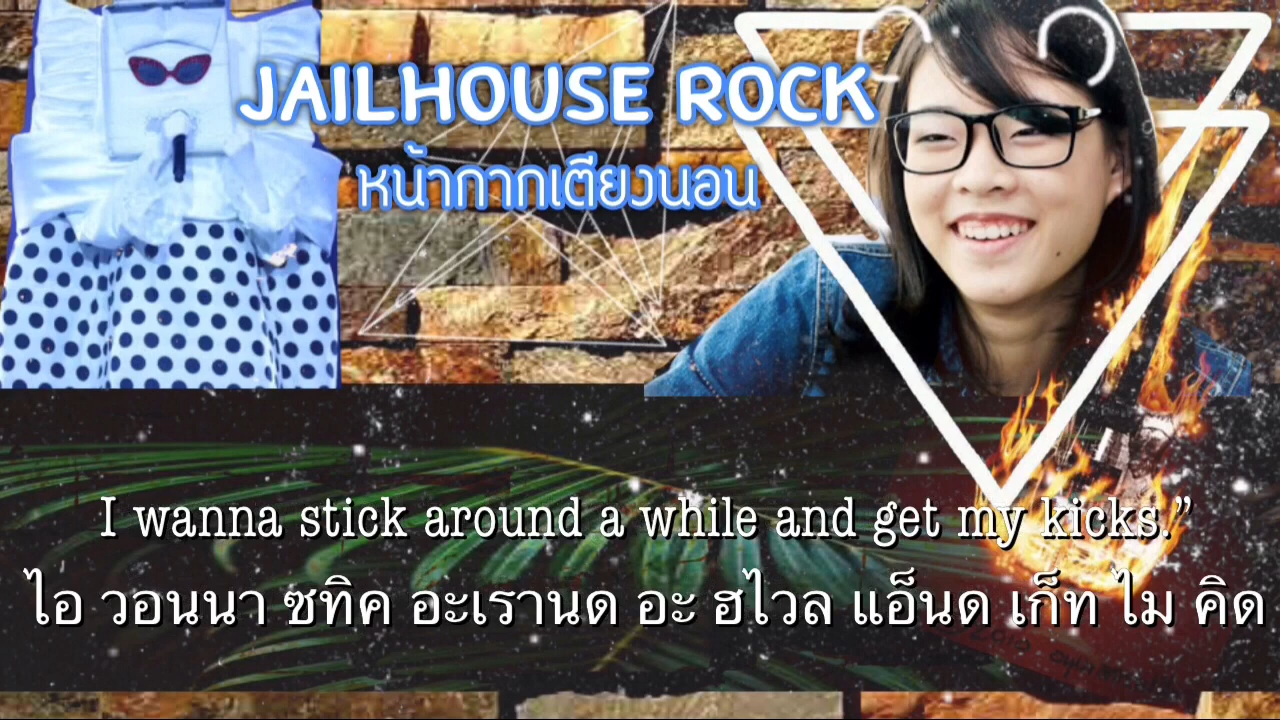 JAILHOUSE ROCK
หน้ากากเตียงนอน
I wanna stick around a while and get my kicks.”
ไอ วอนนา ซทิค อะเรานด อะ ฮไวล แอ็นด เก็ท ไม คิด